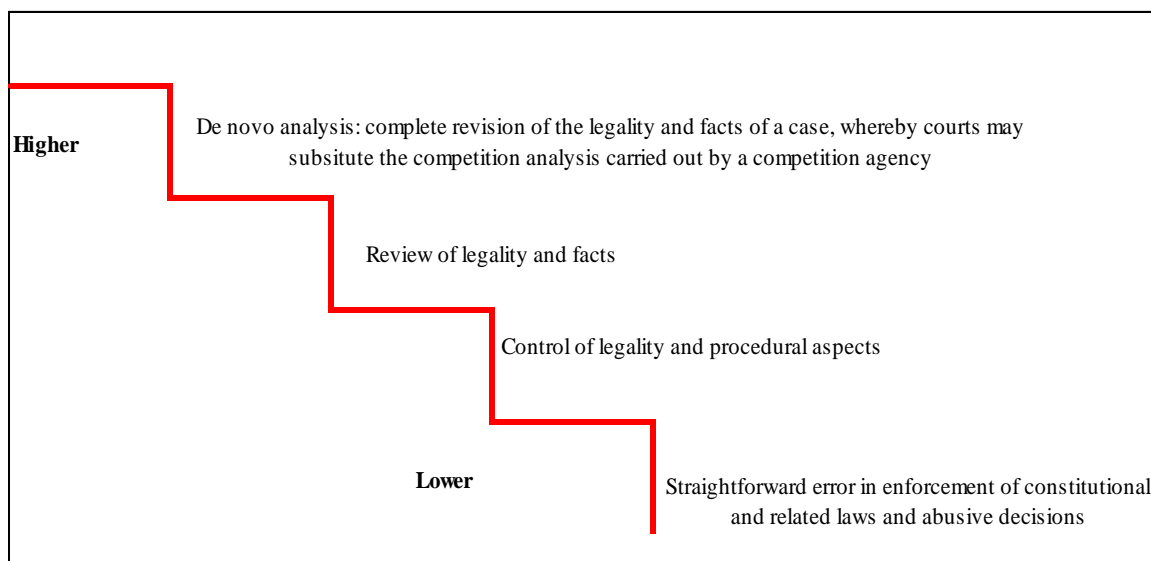 De novo analysis: complete revision of the legality and facts of a case, whereby courts may
Higher
subsitute the competition analysis carried out by a competition agency
Review of legality and facts
Control of legality and procedural aspects
Lower
Straightforward error in enforcement of constitutional
and related laws and abusive decisions